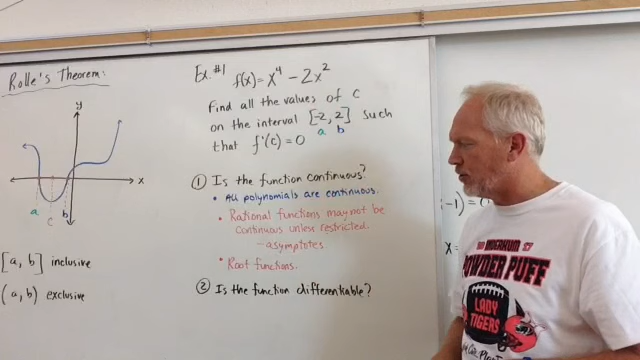 Rolle's Theorem:
y
x
a
c
b
[a, b] inclusive
(a, b) exclusive
Ex. #1 f(x) = x⁴ - 2x²
Find all the values of c
on the interval [-2, 2] such
a b
that f'(c) = 0
① Is the function continuous?
• All polynomials are continuous.
• Rational functions may not be
continuous unless restricted.
- asymptotes
• Root functions.
② Is the function differentiable?
-1) = (
x =
POWDER PUFF
LADY
TIGERS